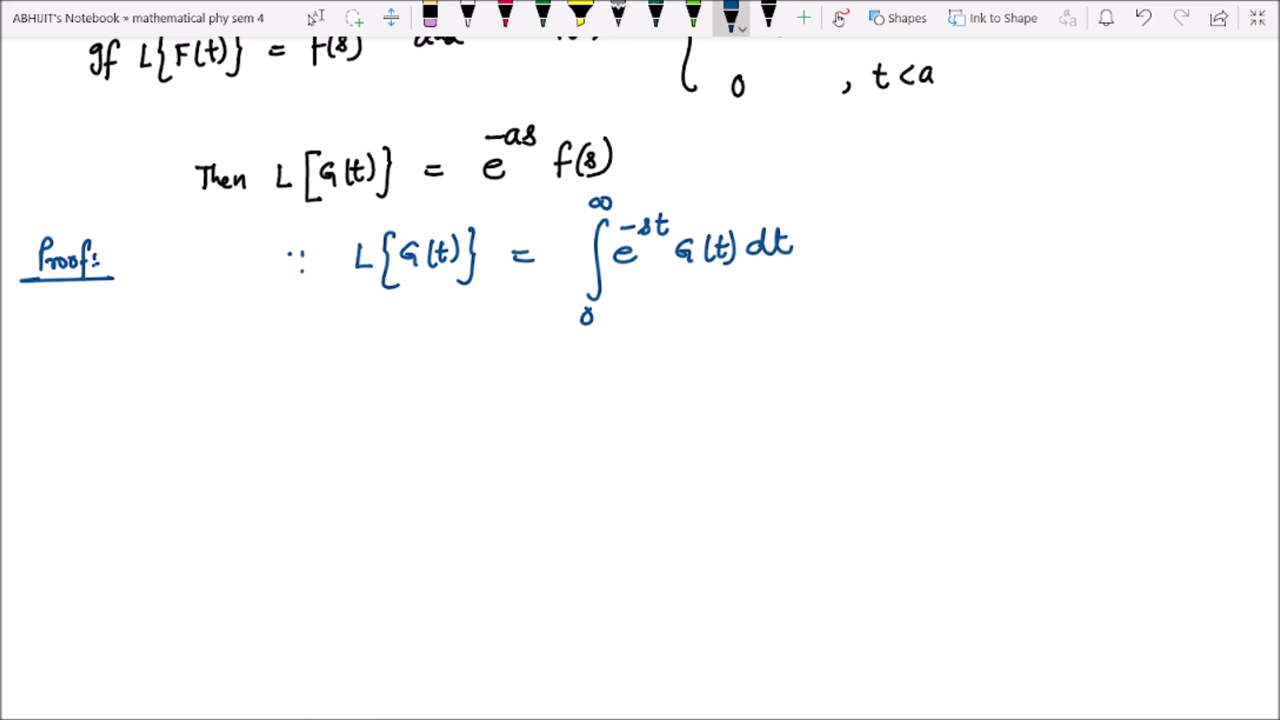 ABHIJIT's Notebook » mathematical phy sem 4 Shapes Ink to Shape
If L{F(t)} = f(s)
0 , t<a
Then L[G(t)} = e^{-as} f(s)
Proof: ∵ L{G(t)} = ∫_0^∞ e^{-st} G(t) dt